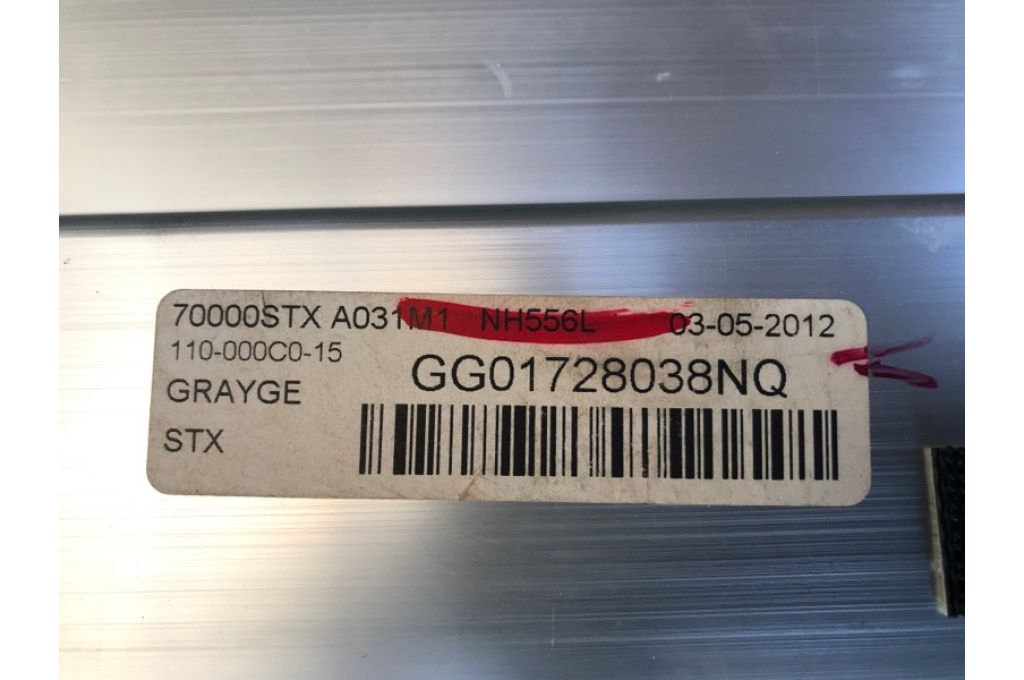 70000STX A031M1 NH556L 03-05-2012
110-000C0-15
GG01728038NQ
GRAYGE
STX